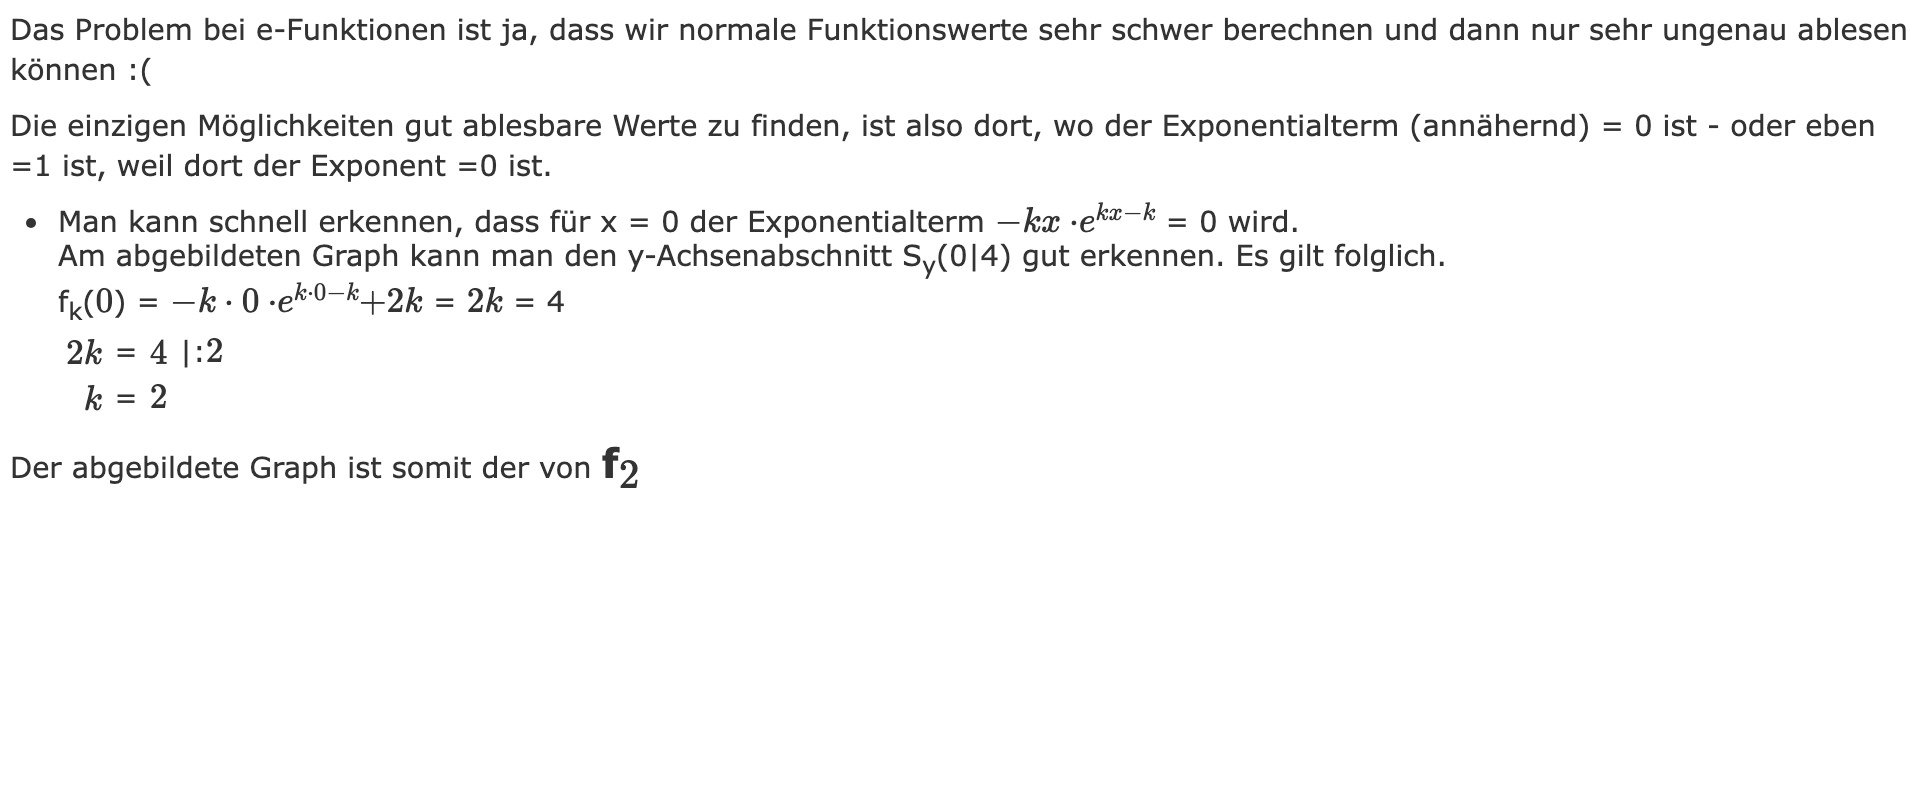 Das Problem bei e-Funktionen ist ja, dass wir normale Funktionswerte sehr schwer berechnen und dann nur sehr ungenau ablesen
können :(
Die einzigen Möglichkeiten gut ablesbare Werte zu finden, ist also dort, wo der Exponentialterm (annähernd) = 0 ist - oder eben
=1 ist, weil dort der Exponent =0 ist.
• Man kann schnell erkennen, dass für x = 0 der Exponentialterm $-kx \cdot e^{kx-k}$ = 0 wird.
Am abgebildeten Graph kann man den y-Achsenabschnitt $S_y$(0|4) gut erkennen. Es gilt folglich.
$f_k(0) = -k \cdot 0 \cdot e^{k \cdot 0-k}+2k = 2k = 4$
$2k = 4$ |:2
$k = 2$
Der abgebildete Graph ist somit der von $f_2$